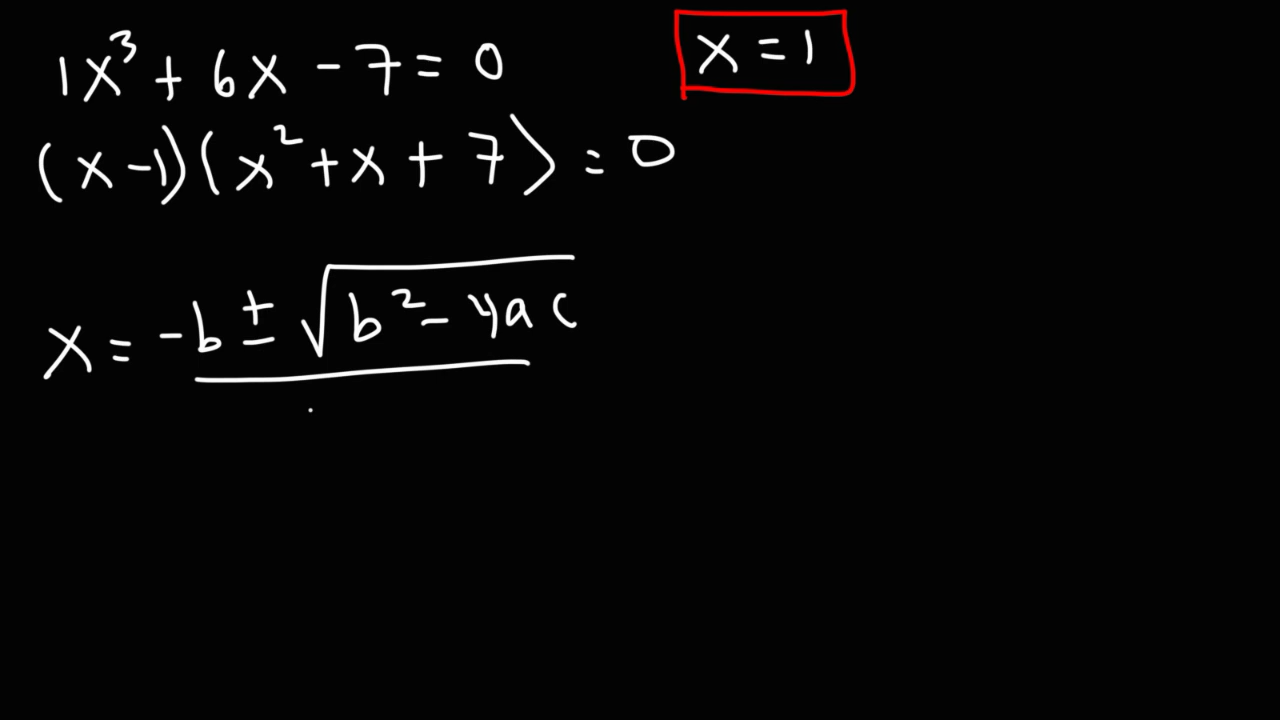 1x³ + 6x - 7 = 0
x = 1
(x - 1)(x² + x + 7) = 0
x = -b ± √b² - 4ac